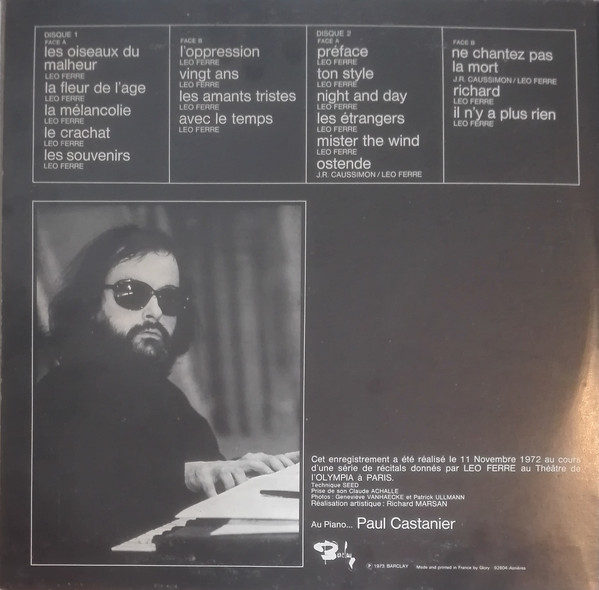 DISQUE 1
FACE A
les oiseaux du
malheur
LEO FERRE
la fleur de l'age
LEO FERRE
la mélancolie
LEO FERRE
le crachat
LEO FERRE
les souvenirs
LEO FERRE
FACE B
l'oppression
LEO FERRE
vingt ans
LEO FERRE
les amants tristes
LEO FERRE
avec le temps
LEO FERRE
DISQUE 2
FACE A
préface
LEO FERRE
ton style
LEO FERRE
night and day
LEO FERRE
les étrangers
LEO FERRE
mister the wind
LEO FERRE
ostende
J.R. CAUSSIMON / LEO FERRE
FACE B
ne chantez pas
la mort
J.R. CAUSSIMON / LEO FERRE
richard
LEO FERRE
il n'y a plus rien
LEO FERRE
Cet enregistrement a été réalisé le 11 Novembre 1972 au cours
d'une série de récitals donnés par LEO FERRE au Théâtre de
l'OLYMPIA à PARIS.
Technique SEED
Prise de son Claude ACHALLE
Photos : Geneviève VANHAECKE et Patrick ULLMANN
Réalisation artistique : Richard MARSAN
Au Piano... Paul Castanier
Barclay
℗ 1973 BARCLAY Made and printed in France by Glory - 92604-Asnières